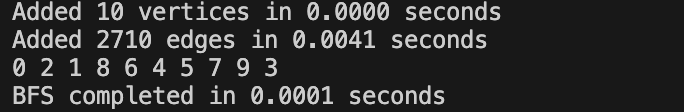 Added 10 vertices in 0.0000 seconds
Added 2710 edges in 0.0041 seconds
0 2 1 8 6 4 5 7 9 3
BFS completed in 0.0001 seconds